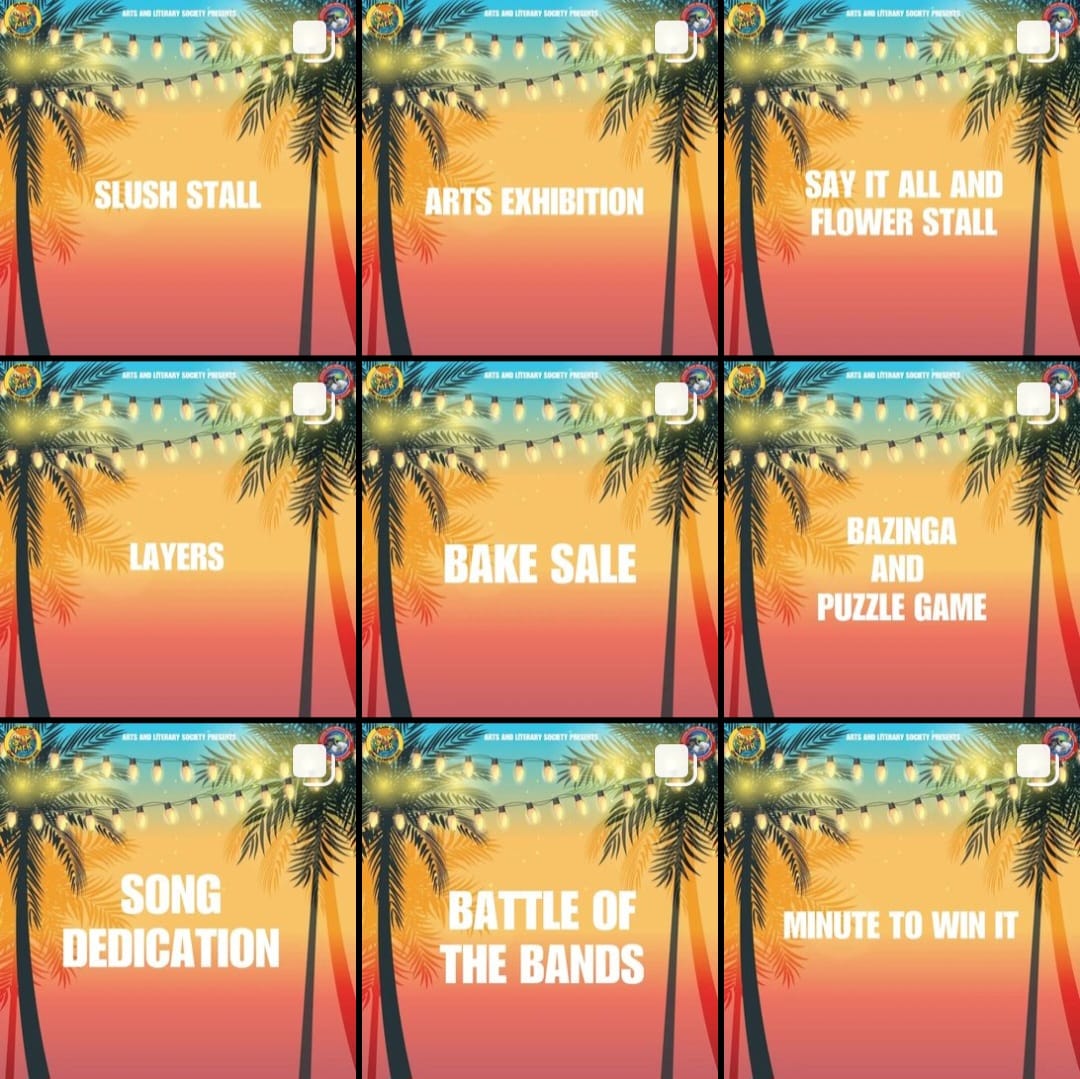 ARTS AND LITERARY SOCIETY PRESENTS
SLUSH STALL
ARTS AND LITERARY SOCIETY PRESENTS
ARTS EXHIBITION
ARTS AND LITERARY SOCIETY PRESENTS
SAY IT ALL AND
FLOWER STALL
ARTS AND LITERARY SOCIETY PRESENTS
LAYERS
ARTS AND LITERARY SOCIETY PRESENTS
BAKE SALE
ARTS AND LITERARY SOCIETY PRESENTS
BAZINGA
AND
PUZZLE GAME
ARTS AND LITERARY SOCIETY PRESENTS
SONG
DEDICATION
ARTS AND LITERARY SOCIETY PRESENTS
BATTLE OF
THE BANDS
ARTS AND LITERARY SOCIETY PRESENTS
MINUTE TO WIN IT